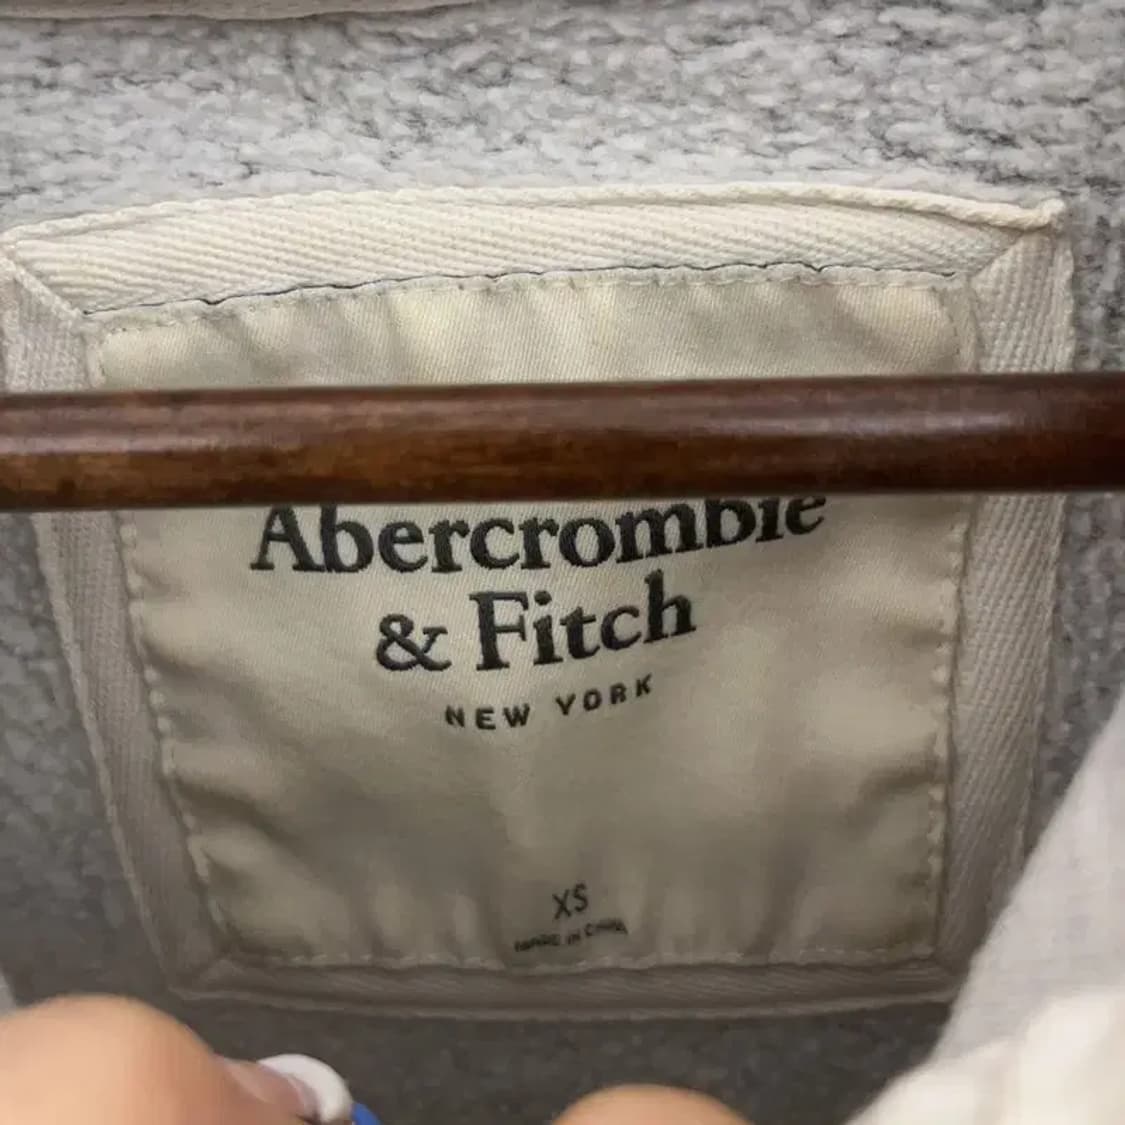 Abercrombie
& Fitch
NEW YORK
XS
MADE IN CHINA